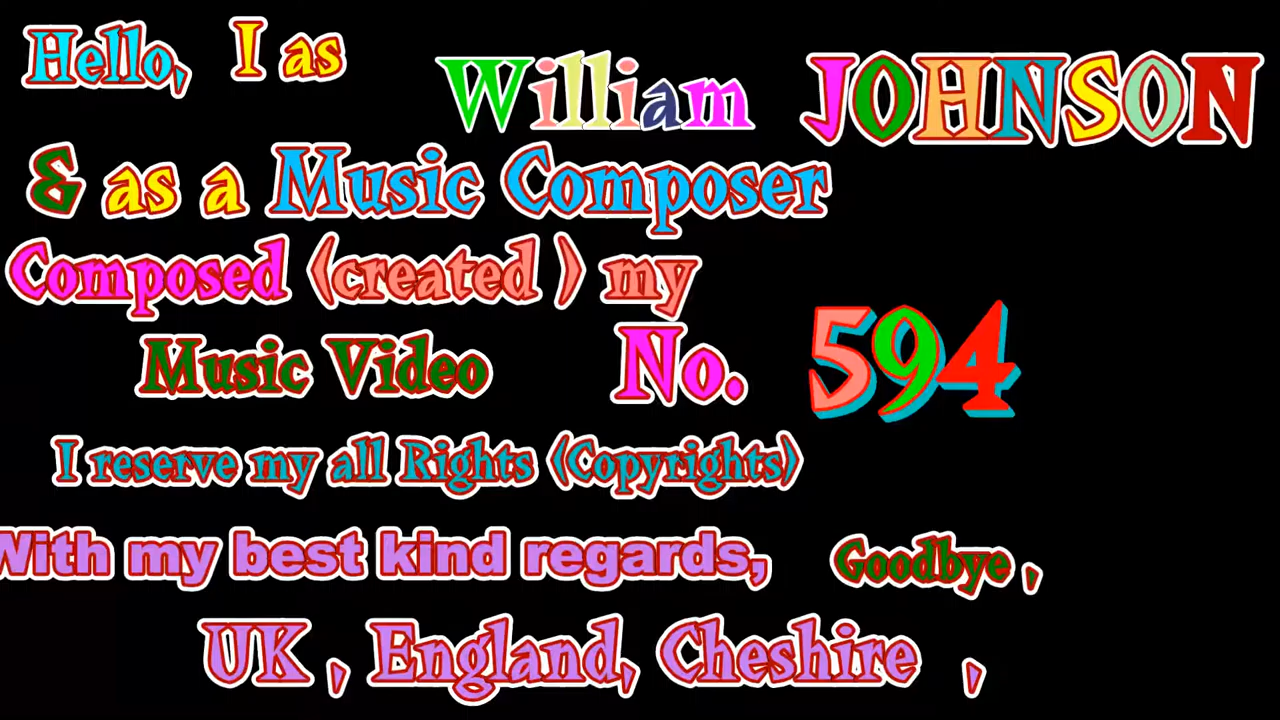 Hello, I as William JOHNSON
& as a Music Composer
Composed (created ) my
Music Video No. 594
I reserve my all Rights (Copyrights)
With my best kind regards, Goodbye ,
UK , England, Cheshire ,